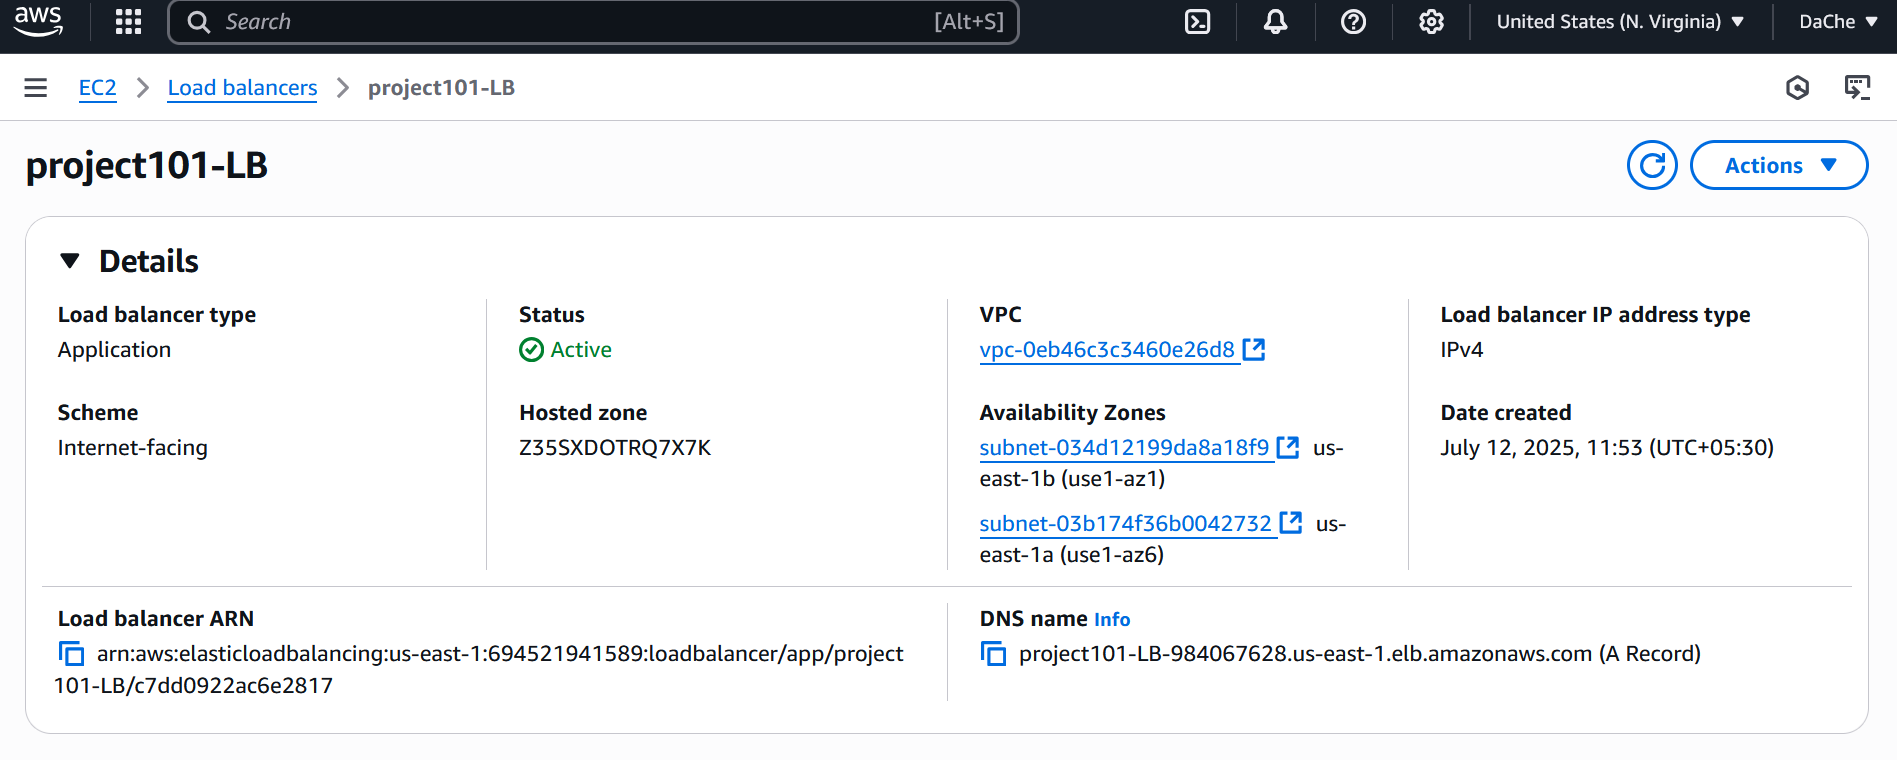 aws
Search [Alt+S]
United States (N. Virginia)
DaChe
EC2 Load balancers project101-LB
project101-LB
Actions
Details
Load balancer type
Application
Status
Active
VPC
vpc-0eb46c3c3460e26d8
Load balancer IP address type
IPv4
Scheme
Internet-facing
Hosted zone
Z35SXDOTRQ7X7K
Availability Zones
subnet-034d12199da8a18f9 us-
east-1b (use1-az1)
subnet-03b174f36b0042732 us-
east-1a (use1-az6)
Date created
July 12, 2025, 11:53 (UTC+05:30)
Load balancer ARN
arn:aws:elasticloadbalancing:us-east-1:694521941589:loadbalancer/app/project
101-LB/c7dd0922ac6e2817
DNS name Info
project101-LB-984067628.us-east-1.elb.amazonaws.com (A Record)